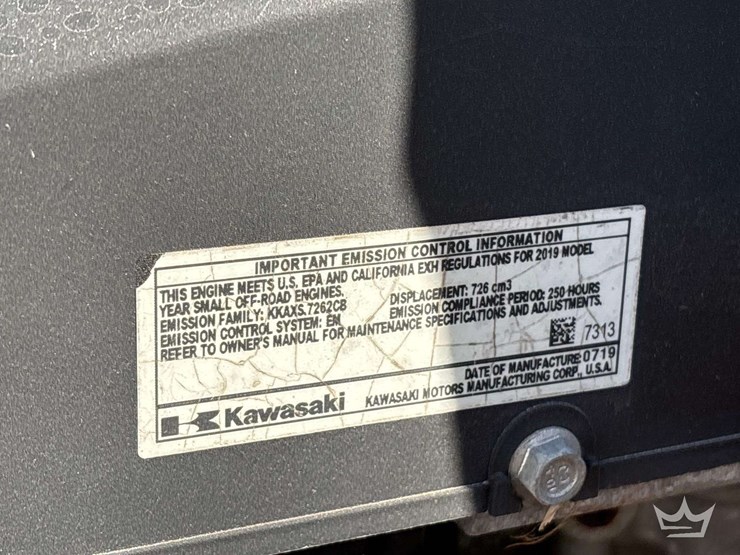 IMPORTANT EMISSION CONTROL INFORMATION
THIS ENGINE MEETS U.S. EPA AND CALIFORNIA EXH REGULATIONS FOR 2019 MODEL
YEAR SMALL OFF-ROAD ENGINES.
EMISSION FAMILY: KKAXS.7262CB DISPLACEMENT: 726 cm3
EMISSION CONTROL SYSTEM: EM EMISSION COMPLIANCE PERIOD: 250 HOURS
REFER TO OWNER'S MANUAL FOR MAINTENANCE SPECIFICATIONS AND ADJUSTMENTS.
7313
DATE OF MANUFACTURE: 0719
Kawasaki KAWASAKI MOTORS MANUFACTURING CORP., U.S.A.